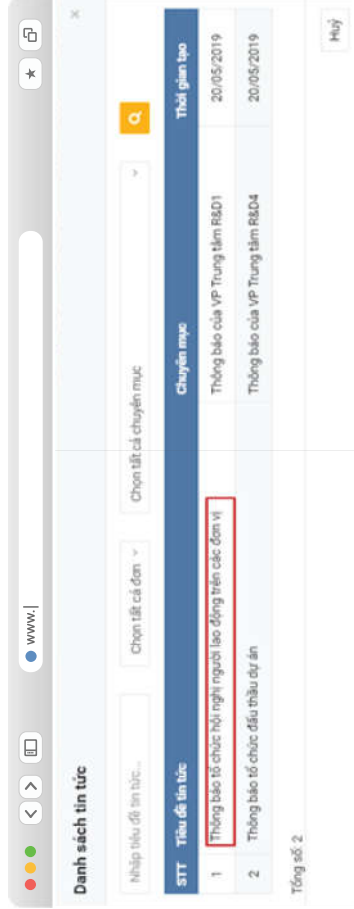 www.
Danh sách tin tức ×
Nhập tiêu đề tin tức... Chọn tất cả đơn Chọn tất cả chuyên mục
STT Tiêu đề tin tức Chuyên mục Thời gian tạo
1 Thông báo tổ chức hội nghị người lao động trên các đơn vị Thông báo của VP Trung tâm R&D1 20/05/2019
2 Thông báo tổ chức đấu thầu dự án Thông báo của VP Trung tâm R&D4 20/05/2019
Tổng số: 2
Huỷ